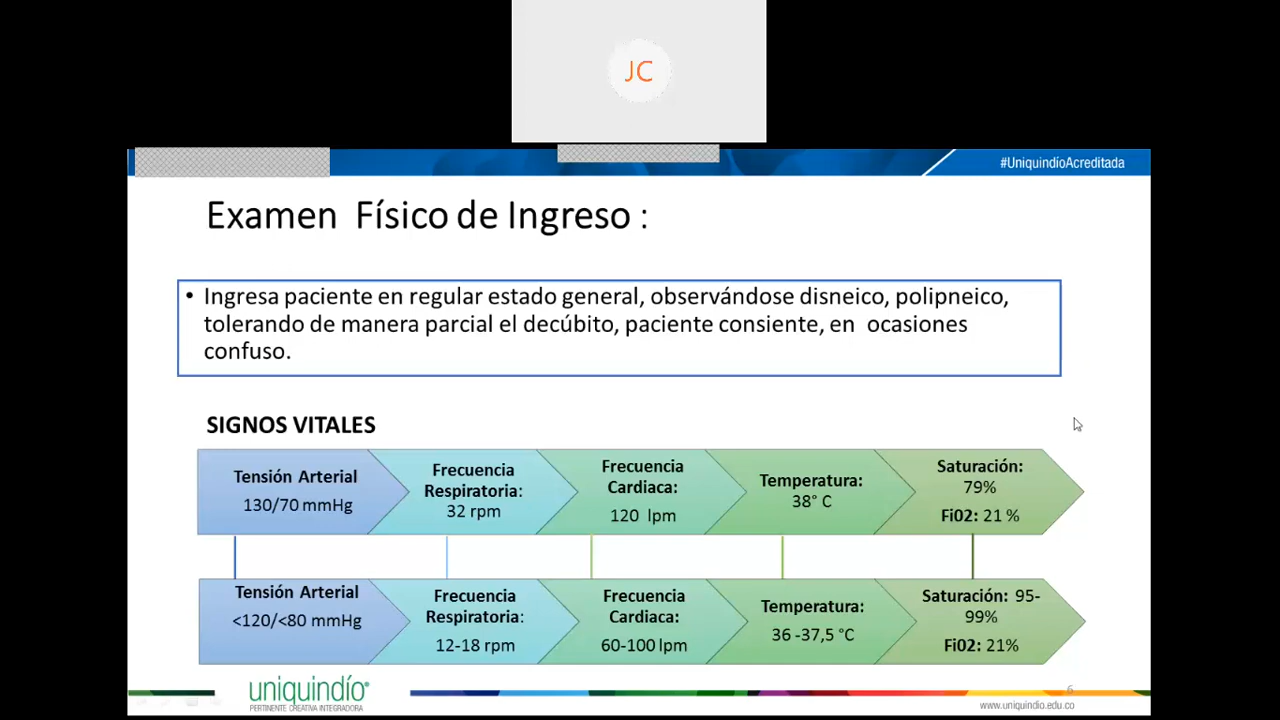 JC
#UniquindíoAcreditada
Examen Físico de Ingreso :
• Ingresa paciente en regular estado general, observándose disneico, polipneico,
tolerando de manera parcial el decúbito, paciente consiente, en ocasiones
confuso.
SIGNOS VITALES
Tensión Arterial
130/70 mmHg
Frecuencia
Respiratoria:
32 rpm
Frecuencia
Cardiaca:
120 lpm
Temperatura:
38° C
Saturación:
79%
Fi02: 21 %
Tensión Arterial
<120/<80 mmHg
Frecuencia
Respiratoria:
12-18 rpm
Frecuencia
Cardiaca:
60-100 lpm
Temperatura:
36 -37,5 °C
Saturación: 95-
99%
Fi02: 21%
uniquindío®
PERTINENTE CREATIVA INTEGRADORA
6
www.uniquindio.edu.co